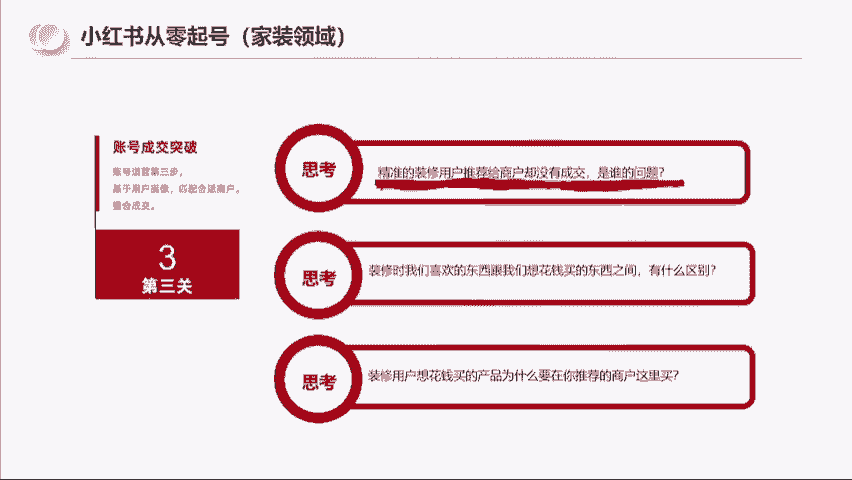 小红书从零起号（家装领域）
账号成交突破
账号运营第三步，
基于用户画像，匹配合适商户，
撮合成交。
3
第三关
思考
精准的装修用户推荐给商户却没有成交，是谁的问题？
思考
装修时我们喜欢的东西跟我们想花钱买的东西之间，有什么区别？
思考
装修用户想花钱买的产品为什么要在你推荐的商户这里买？